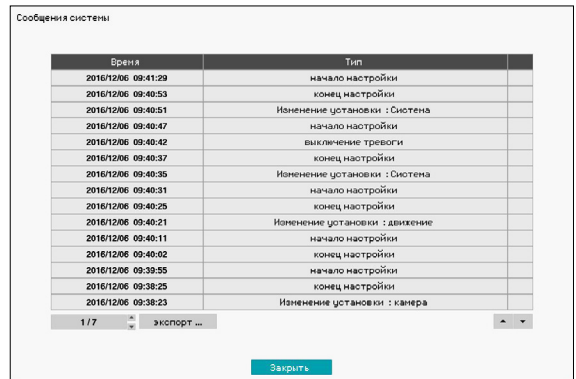 Сообщения системы
Время Тип
2016/12/06 09:41:29 начало настройки
2016/12/06 09:40:53 конец настройки
2016/12/06 09:40:51 Изменение установки : Система
2016/12/06 09:40:47 начало настройки
2016/12/06 09:40:42 выключение тревоги
2016/12/06 09:40:37 конец настройки
2016/12/06 09:40:35 Изменение установки : Система
2016/12/06 09:40:31 начало настройки
2016/12/06 09:40:25 конец настройки
2016/12/06 09:40:21 Изменение установки : движение
2016/12/06 09:40:11 начало настройки
2016/12/06 09:40:02 конец настройки
2016/12/06 09:39:55 начало настройки
2016/12/06 09:38:25 конец настройки
2016/12/06 09:38:23 Изменение установки : камера
1 / 7 экспорт ...
Закрыть